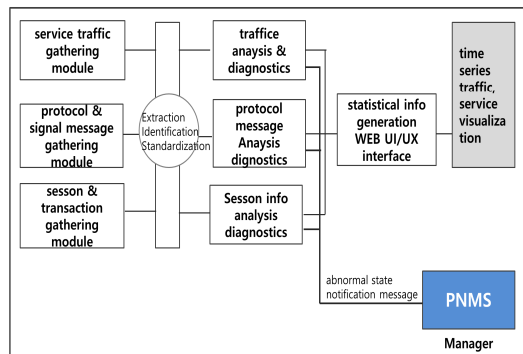 service traffic
gathering
module
protocol &
signal message
gathering
module
sesson &
transaction
gathering
module
Extraction
Identification
Standardization
traffice
anaysis &
diagnostics
protocol
message
Anaysis
dignostics
Sesson info
analysis
diagnostics
statistical info
generation
WEB UI/UX
interface
time
series
traffic,
service
visualiza
tion
abnormal state
notification message
PNMS
Manager